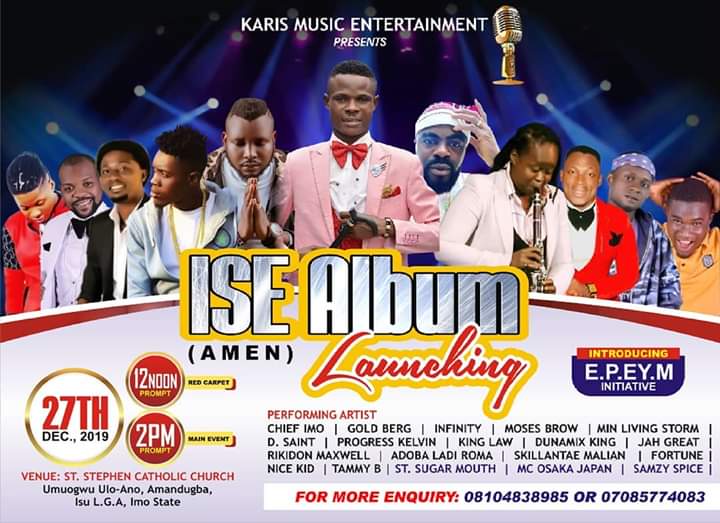 KARIS MUSIC ENTERTAINMENT
PRESENTS
ISE Album
(AMEN)
Launching
INTRODUCING
E.P.EY.M
INITIATIVE
27TH
DEC., 2019
12NOON
PROMPT
RED CARPET
2PM
PROMPT
MAIN EVENT
VENUE: ST. STEPHEN CATHOLIC CHURCH
Umuogwu Ulo-Ano, Amandugba,
Isu L.G.A, Imo State
PERFORMING ARTIST
CHIEF IMO | GOLD BERG | INFINITY | MOSES BROW | MIN LIVING STORM |
D. SAINT | PROGRESS KELVIN | KING LAW | DUNAMIX KING | JAH GREAT |
RIKIDON MAXWELL | ADOBA LADI ROMA | SKILLANTAE MALIAN | FORTUNE |
NICE KID | TAMMY B | ST. SUGAR MOUTH | MC OSAKA JAPAN | SAMZY SPICE |
FOR MORE ENQUIRY: 08104838985 OR 07085774083